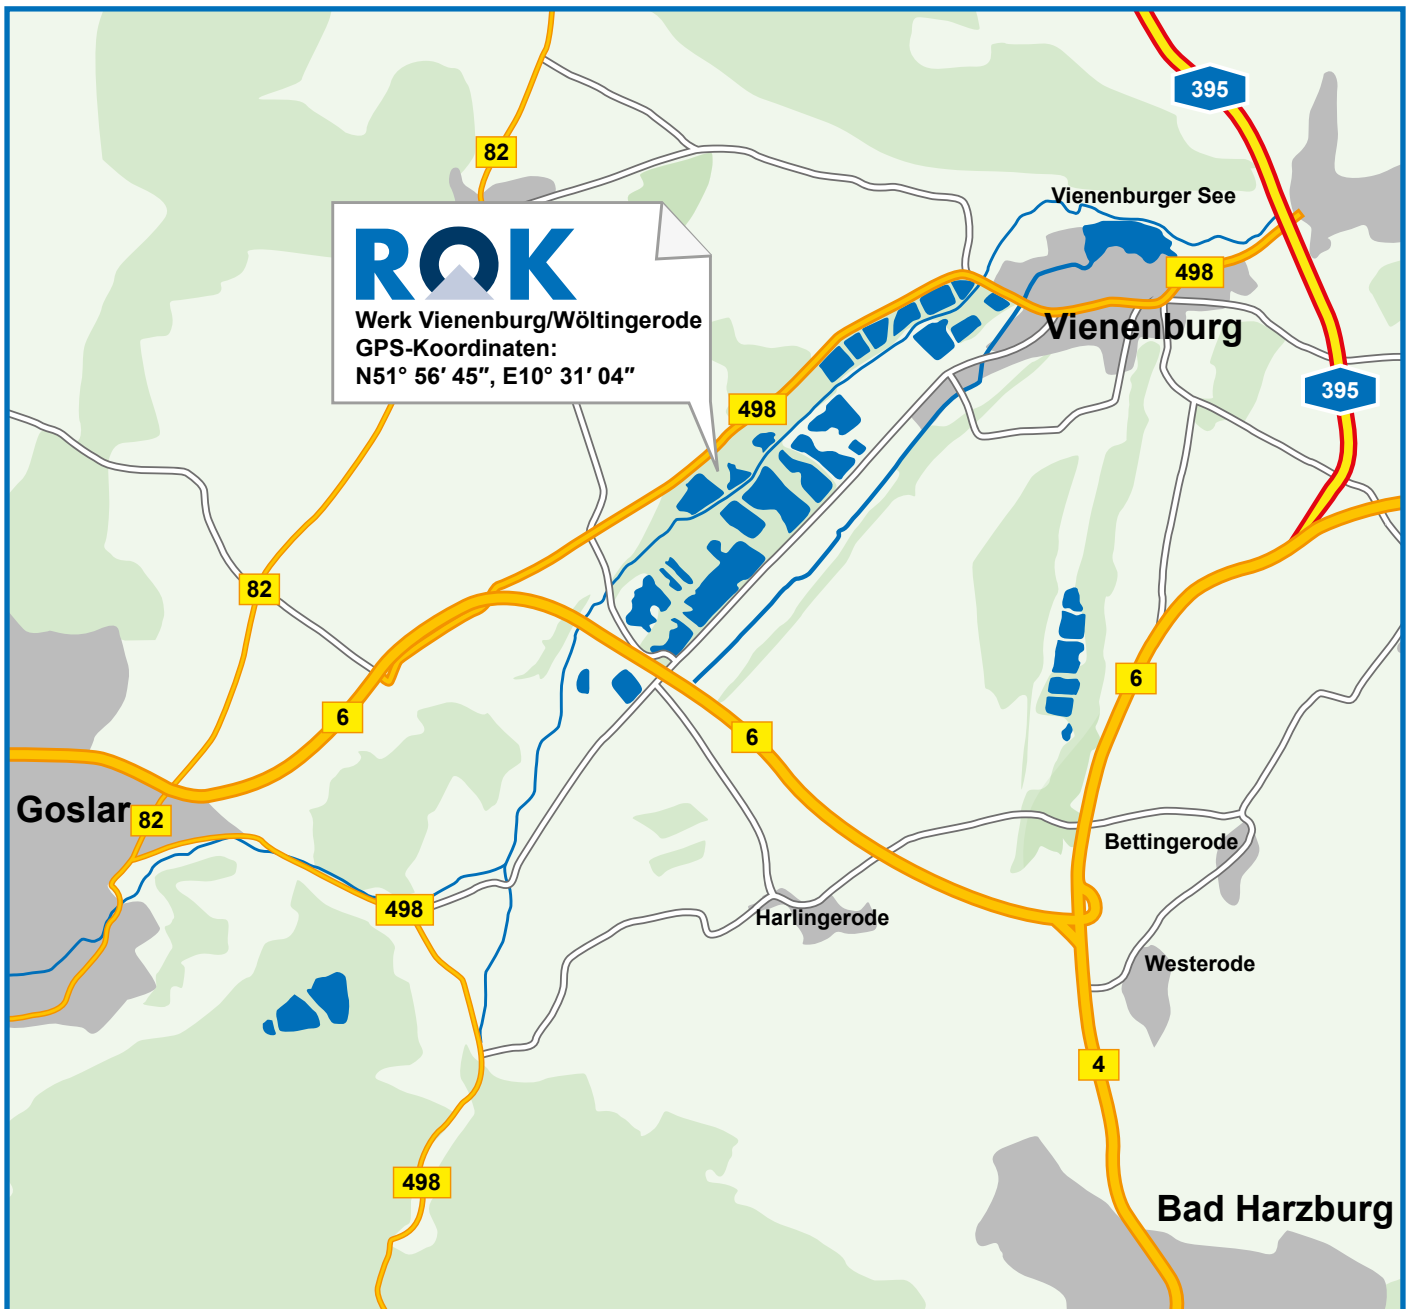 395
82
Vienenburger See
ROK
498
Werk Vienenburg/Wöltingerode
Vienenburg
GPS-Koordinaten:
N51° 56′ 45″, E10° 31′ 04″
395
498
82
6
6
6
Goslar
82
Bettingerode
498
Harlingerode
Westerode
4
498
Bad Harzburg